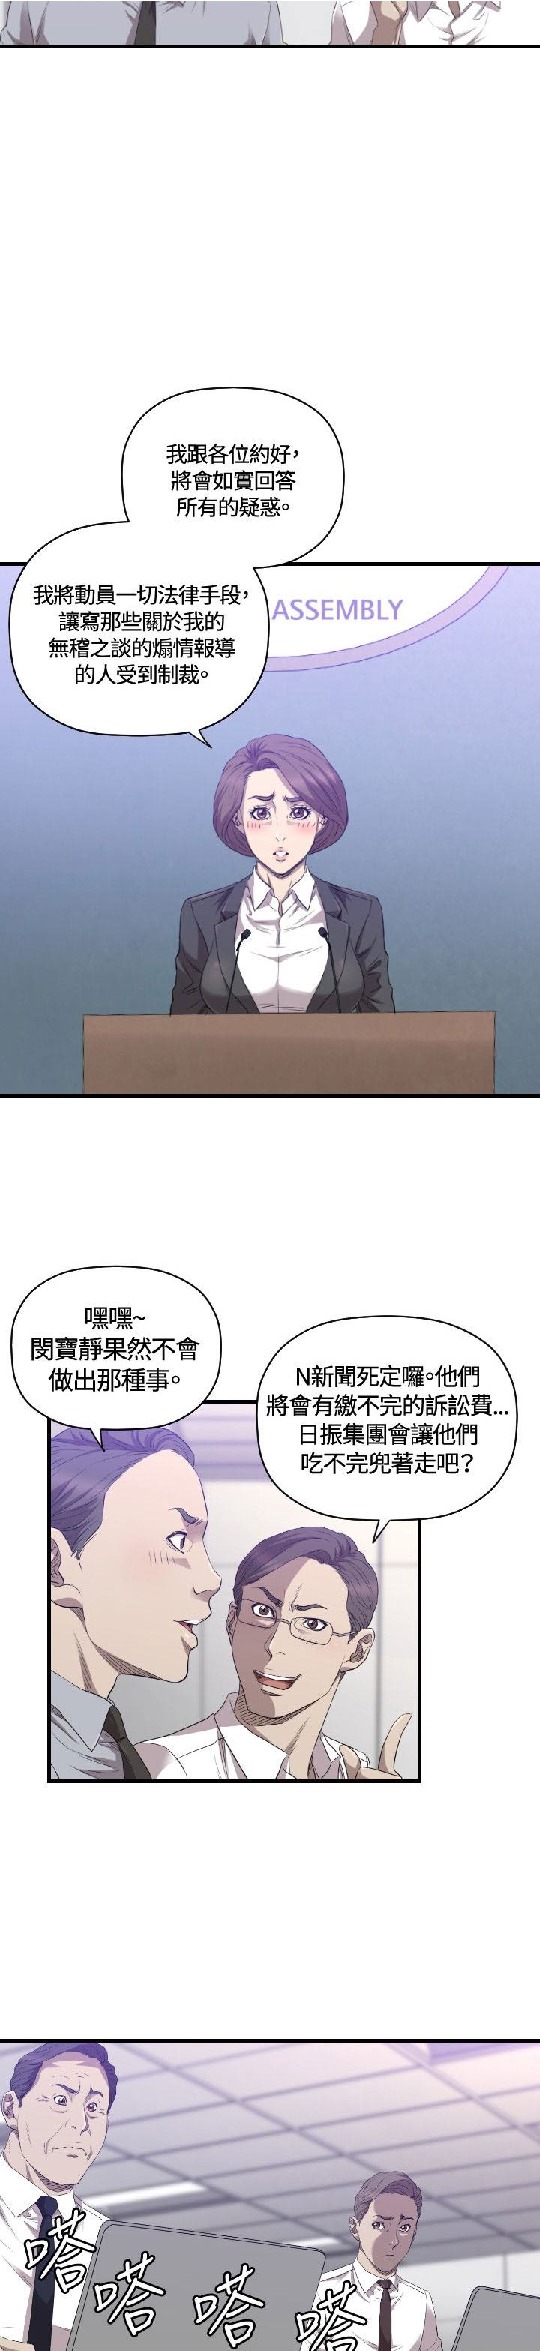 我跟各位約好，
將會如實回答
所有的疑惑。
我將動員一切法律手段，
讓寫那些關於我的
無稽之談的煽情報導
的人受到制裁。
ASSEMBLY
嘿嘿~
閔寶靜果然不會
做出那種事。
N新聞死定囉。他們
將會有繳不完的訴訟費...
日振集團會讓他們
吃不完兜著走吧？
嗒
嗒
嗒
嗒